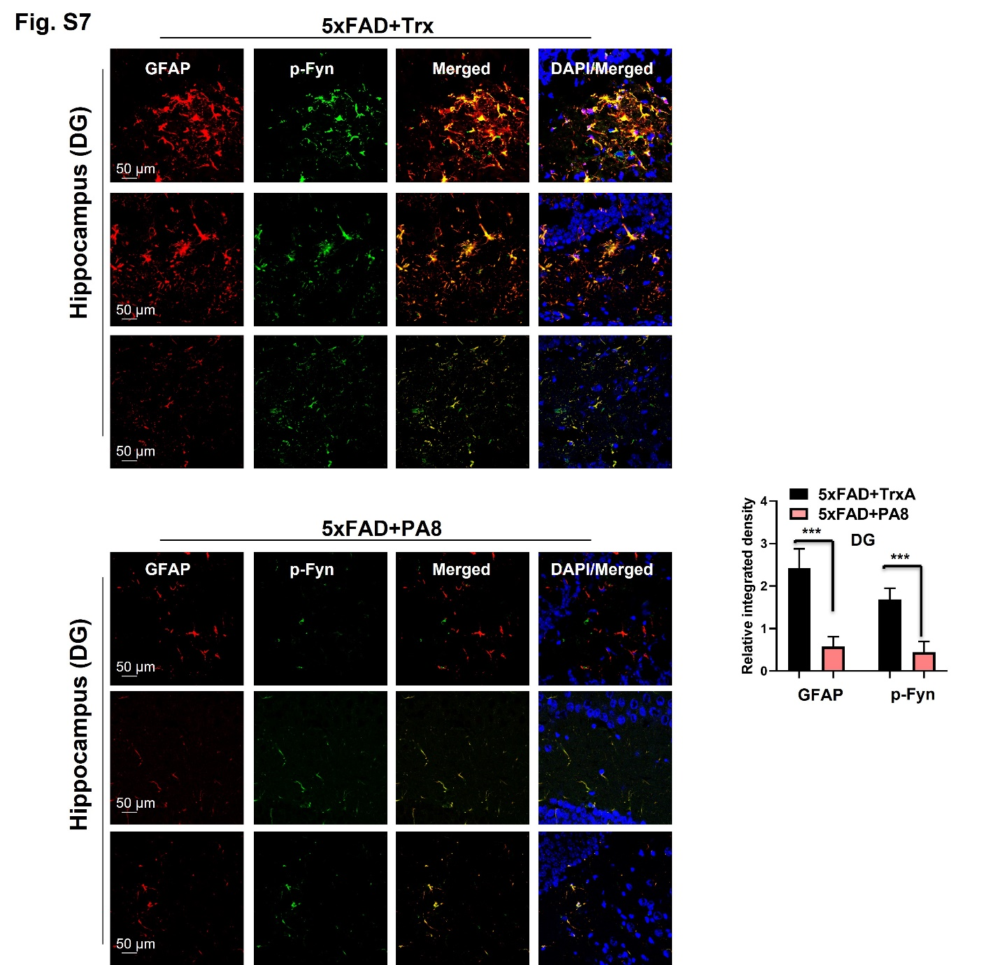 Fig. S7
5xFAD+Trx
GFAP p-Fyn Merged DAPI/Merged
Hippocampus (DG)
50 µm
50 µm
50 µm
5xFAD+PA8
GFAP p-Fyn Merged DAPI/Merged
Hippocampus (DG)
50 µm
50 µm
50 µm
Relative integrated density
4
3
2
1
0
5xFAD+TrxA
5xFAD+PA8
***
DG
***
GFAP p-Fyn